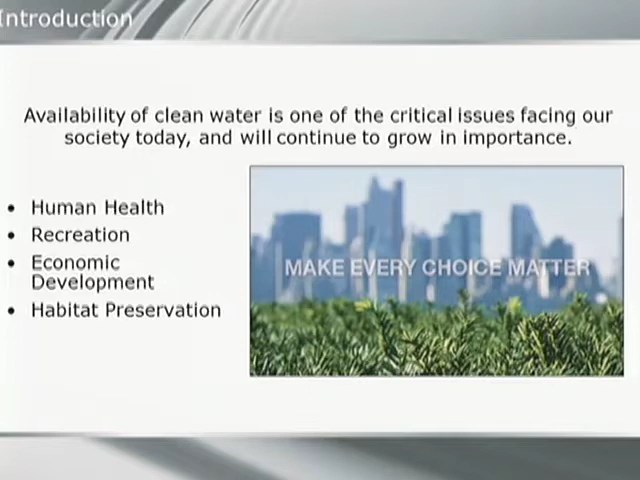 Introduction
Availability of clean water is one of the critical issues facing our
society today, and will continue to grow in importance.
• Human Health
• Recreation
• Economic
Development
• Habitat Preservation
MAKE EVERY CHOICE MATTER